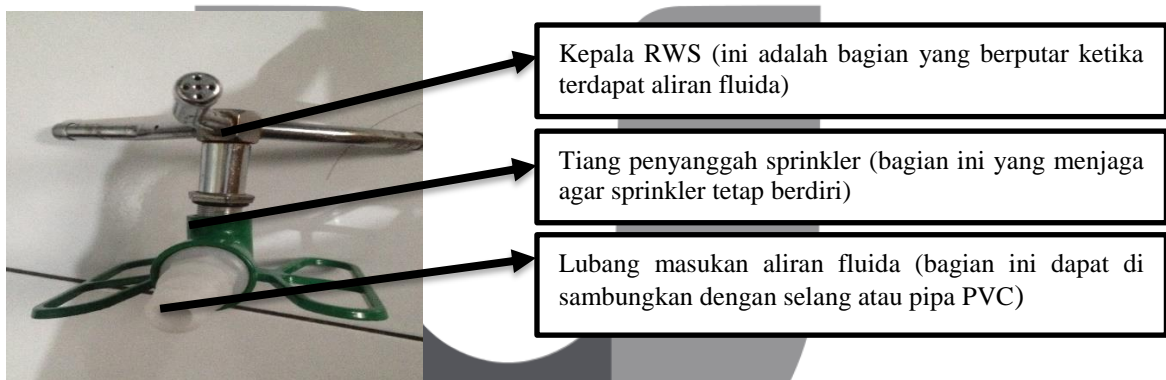 Kepala RWS (ini adalah bagian yang berputar ketika
terdapat aliran fluida)
Tiang penyanggah sprinkler (bagian ini yang menjaga
agar sprinkler tetap berdiri)
Lubang masukan aliran fluida (bagian ini dapat di
sambungkan dengan selang atau pipa PVC)